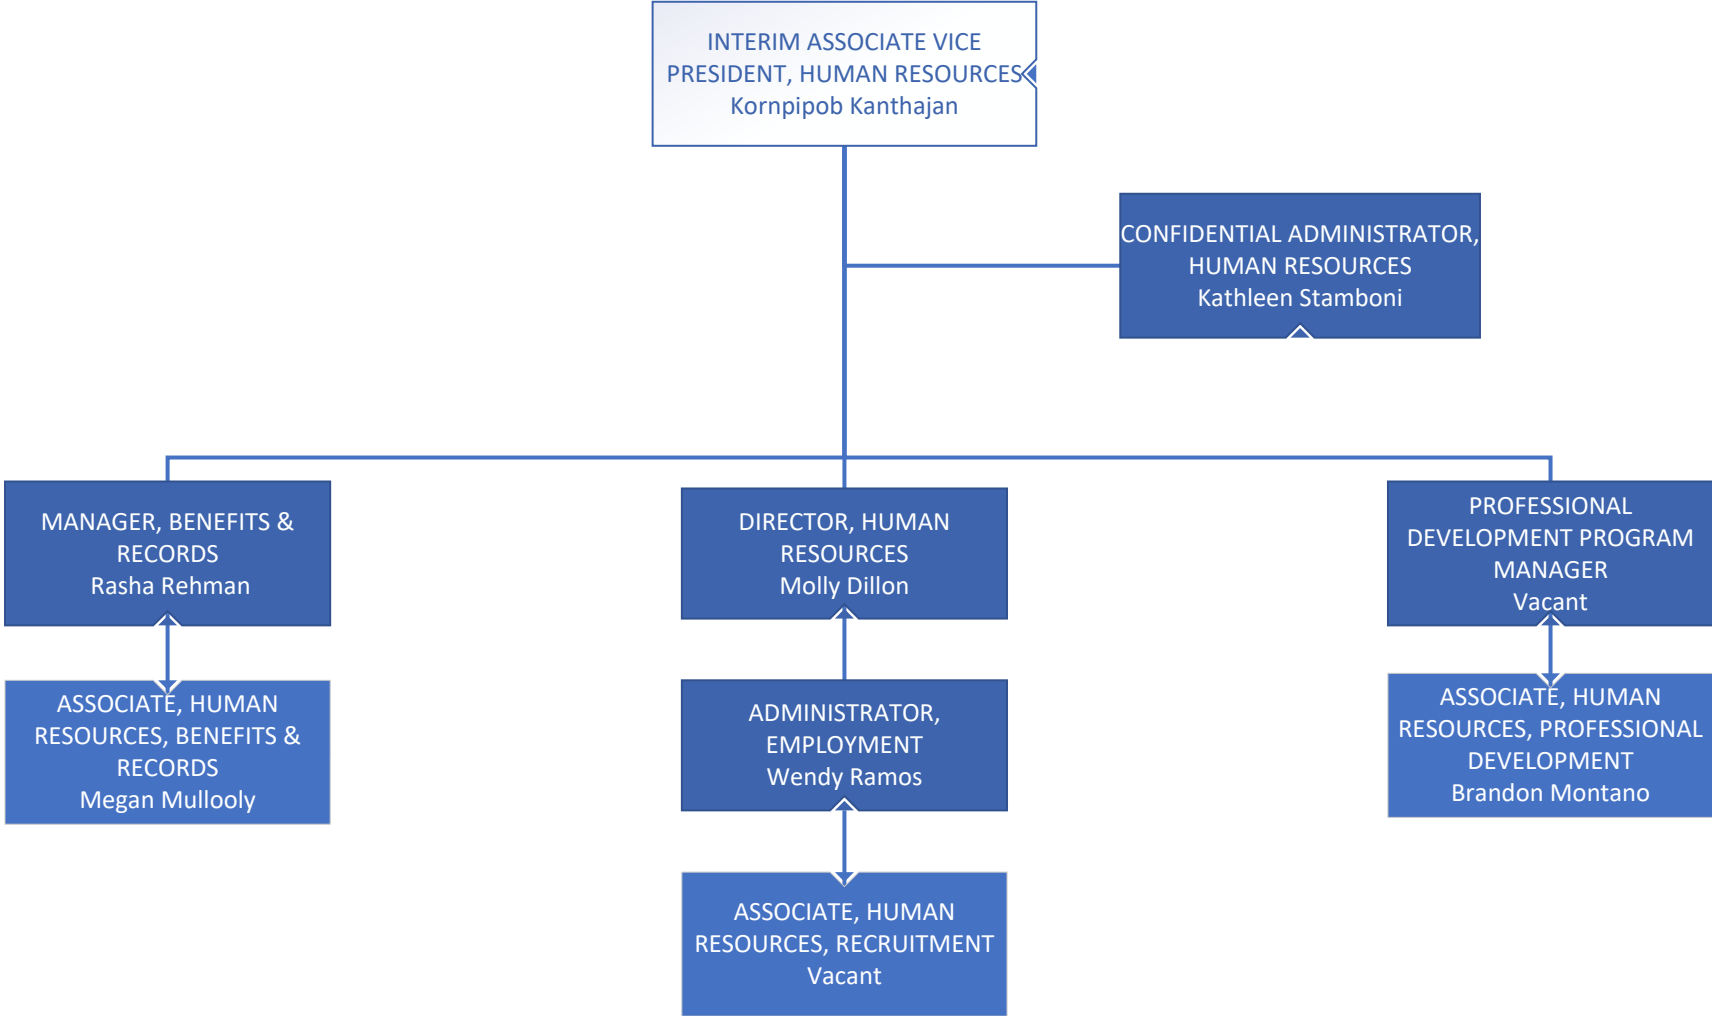 INTERIM ASSOCIATE VICE
PRESIDENT, HUMAN RESOURCES
Kornpipob Kanthajan
CONFIDENTIAL ADMINISTRATOR,
HUMAN RESOURCES
Kathleen Stamboni
MANAGER, BENEFITS &
RECORDS
Rasha Rehman
DIRECTOR, HUMAN
RESOURCES
Molly Dillon
PROFESSIONAL
DEVELOPMENT PROGRAM
MANAGER
Vacant
ASSOCIATE, HUMAN
RESOURCES, BENEFITS &
RECORDS
Megan Mullooly
ADMINISTRATOR,
EMPLOYMENT
Wendy Ramos
ASSOCIATE, HUMAN
RESOURCES, PROFESSIONAL
DEVELOPMENT
Brandon Montano
ASSOCIATE, HUMAN
RESOURCES, RECRUITMENT
Vacant